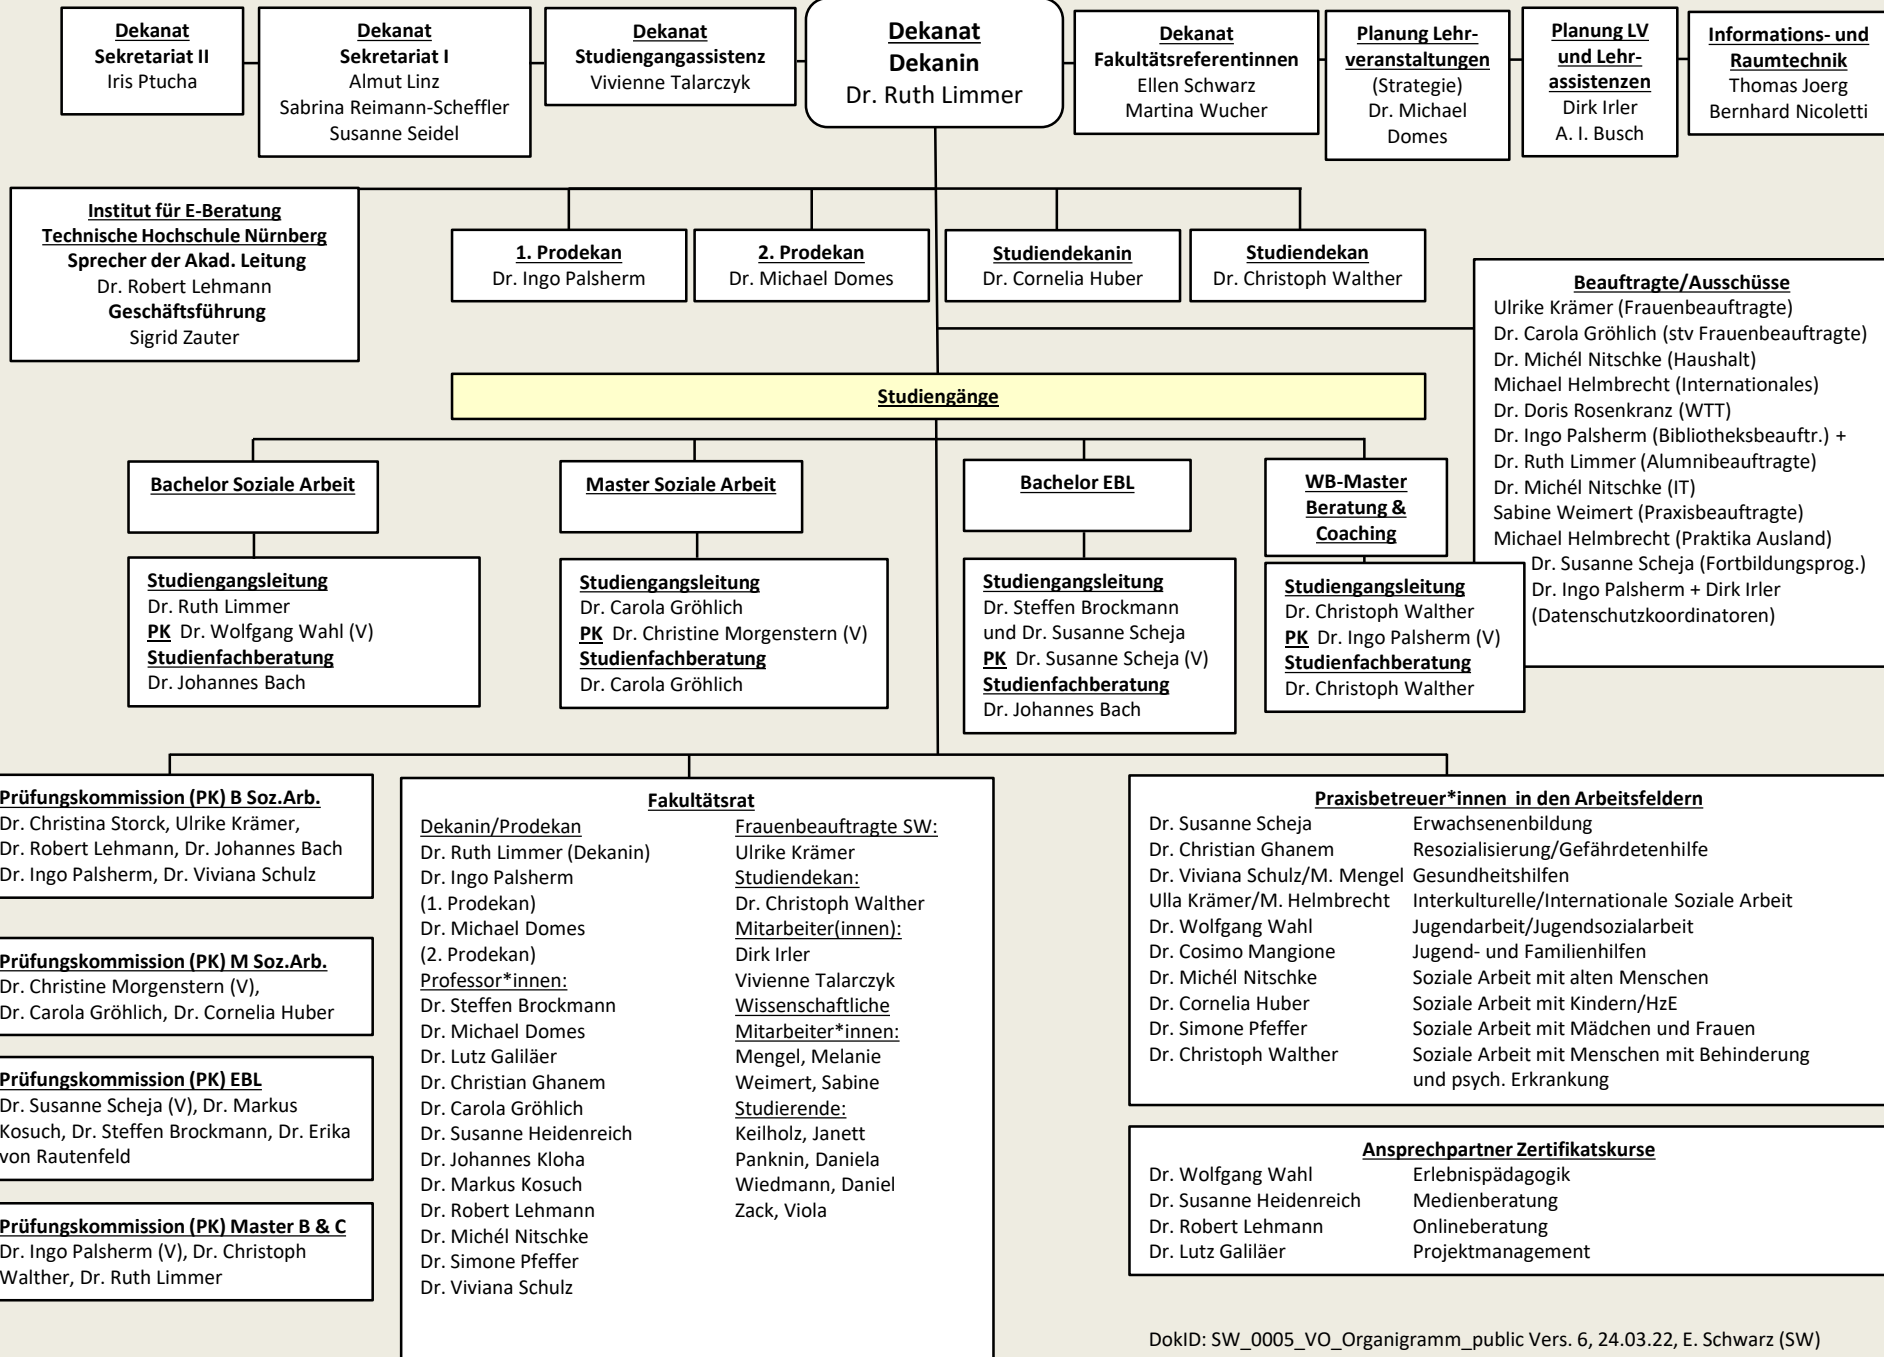 Dekanat
Sekretariat II
Iris Ptucha
Dekanat
Sekretariat I
Almut Linz
Sabrina Reimann-Scheffler
Susanne Seidel
Dekanat
Studiengangassistenz
Vivienne Talarczyk
Dekanat
Dekanin
Dr. Ruth Limmer
Dekanat
Fakultätsreferentinnen
Ellen Schwarz
Martina Wucher
Planung Lehr-
veranstaltungen
(Strategie)
Dr. Michael
Domes
Planung LV
und Lehr-
assistenzen
Dirk Irler
A. I. Busch
Informations- und
Raumtechnik
Thomas Joerg
Bernhard Nicoletti
Institut für E-Beratung
Technische Hochschule Nürnberg
Sprecher der Akad. Leitung
Dr. Robert Lehmann
Geschäftsführung
Sigrid Zauter
1. Prodekan
Dr. Ingo Palsherm
2. Prodekan
Dr. Michael Domes
Studiendekanin
Dr. Cornelia Huber
Studiendekan
Dr. Christoph Walther
Beauftragte/Ausschüsse
Ulrike Krämer (Frauenbeauftragte)
Dr. Carola Gröhlich (stv Frauenbeauftragte)
Dr. Michél Nitschke (Haushalt)
Michael Helmbrecht (Internationales)
Dr. Doris Rosenkranz (WTT)
Dr. Ingo Palsherm (Bibliotheksbeauftr.) +
Dr. Ruth Limmer (Alumnibeauftragte)
Dr. Michél Nitschke (IT)
Sabine Weimert (Praxisbeauftragte)
Michael Helmbrecht (Praktika Ausland)
Dr. Susanne Scheja (Fortbildungsprog.)
Dr. Ingo Palsherm + Dirk Irler
(Datenschutzkoordinatoren)
Studiengänge
Bachelor Soziale Arbeit
Studiengangsleitung
Dr. Ruth Limmer
PK Dr. Wolfgang Wahl (V)
Studienfachberatung
Dr. Johannes Bach
Master Soziale Arbeit
Studiengangsleitung
Dr. Carola Gröhlich
PK Dr. Christine Morgenstern (V)
Studienfachberatung
Dr. Carola Gröhlich
Bachelor EBL
Studiengangsleitung
Dr. Steffen Brockmann
und Dr. Susanne Scheja
PK Dr. Susanne Scheja (V)
Studienfachberatung
Dr. Johannes Bach
WB-Master
Beratung &
Coaching
Studiengangsleitung
Dr. Christoph Walther
PK Dr. Ingo Palsherm (V)
Studienfachberatung
Dr. Christoph Walther
Prüfungskommission (PK) B Soz.Arb.
Dr. Christina Storck, Ulrike Krämer,
Dr. Robert Lehmann, Dr. Johannes Bach
Dr. Ingo Palsherm, Dr. Viviana Schulz
Prüfungskommission (PK) M Soz.Arb.
Dr. Christine Morgenstern (V),
Dr. Carola Gröhlich, Dr. Cornelia Huber
Prüfungskommission (PK) EBL
Dr. Susanne Scheja (V), Dr. Markus
Kosuch, Dr. Steffen Brockmann, Dr. Erika
von Rautenfeld
Prüfungskommission (PK) Master B & C
Dr. Ingo Palsherm (V), Dr. Christoph
Walther, Dr. Ruth Limmer
Fakultätsrat
Dekanin/Prodekan
Dr. Ruth Limmer (Dekanin)
Dr. Ingo Palsherm
(1. Prodekan)
Dr. Michael Domes
(2. Prodekan)
Professor*innen:
Dr. Steffen Brockmann
Dr. Michael Domes
Dr. Lutz Galiläer
Dr. Christian Ghanem
Dr. Carola Gröhlich
Dr. Susanne Heidenreich
Dr. Johannes Kloha
Dr. Markus Kosuch
Dr. Robert Lehmann
Dr. Michél Nitschke
Dr. Simone Pfeffer
Dr. Viviana Schulz
Frauenbeauftragte SW:
Ulrike Krämer
Studiendekan:
Dr. Christoph Walther
Mitarbeiter(innen):
Dirk Irler
Vivienne Talarczyk
Wissenschaftliche
Mitarbeiter*innen:
Mengel, Melanie
Weimert, Sabine
Studierende:
Keilholz, Janett
Panknin, Daniela
Wiedmann, Daniel
Zack, Viola
Praxisbetreuer*innen in den Arbeitsfeldern
Dr. Susanne Scheja Erwachsenenbildung
Dr. Christian Ghanem Resozialisierung/Gefährdetenhilfe
Dr. Viviana Schulz/M. Mengel Gesundheitshilfen
Ulla Krämer/M. Helmbrecht Interkulturelle/Internationale Soziale Arbeit
Dr. Wolfgang Wahl Jugendarbeit/Jugendsozialarbeit
Dr. Cosimo Mangione Jugend- und Familienhilfen
Dr. Michél Nitschke Soziale Arbeit mit alten Menschen
Dr. Cornelia Huber Soziale Arbeit mit Kindern/HzE
Dr. Simone Pfeffer Soziale Arbeit mit Mädchen und Frauen
Dr. Christoph Walther Soziale Arbeit mit Menschen mit Behinderung
und psych. Erkrankung
Ansprechpartner Zertifikatskurse
Dr. Wolfgang Wahl Erlebnispädagogik
Dr. Susanne Heidenreich Medienberatung
Dr. Robert Lehmann Onlineberatung
Dr. Lutz Galiläer Projektmanagement
DokID: SW_0005_VO_Organigramm_public Vers. 6, 24.03.22, E. Schwarz (SW)